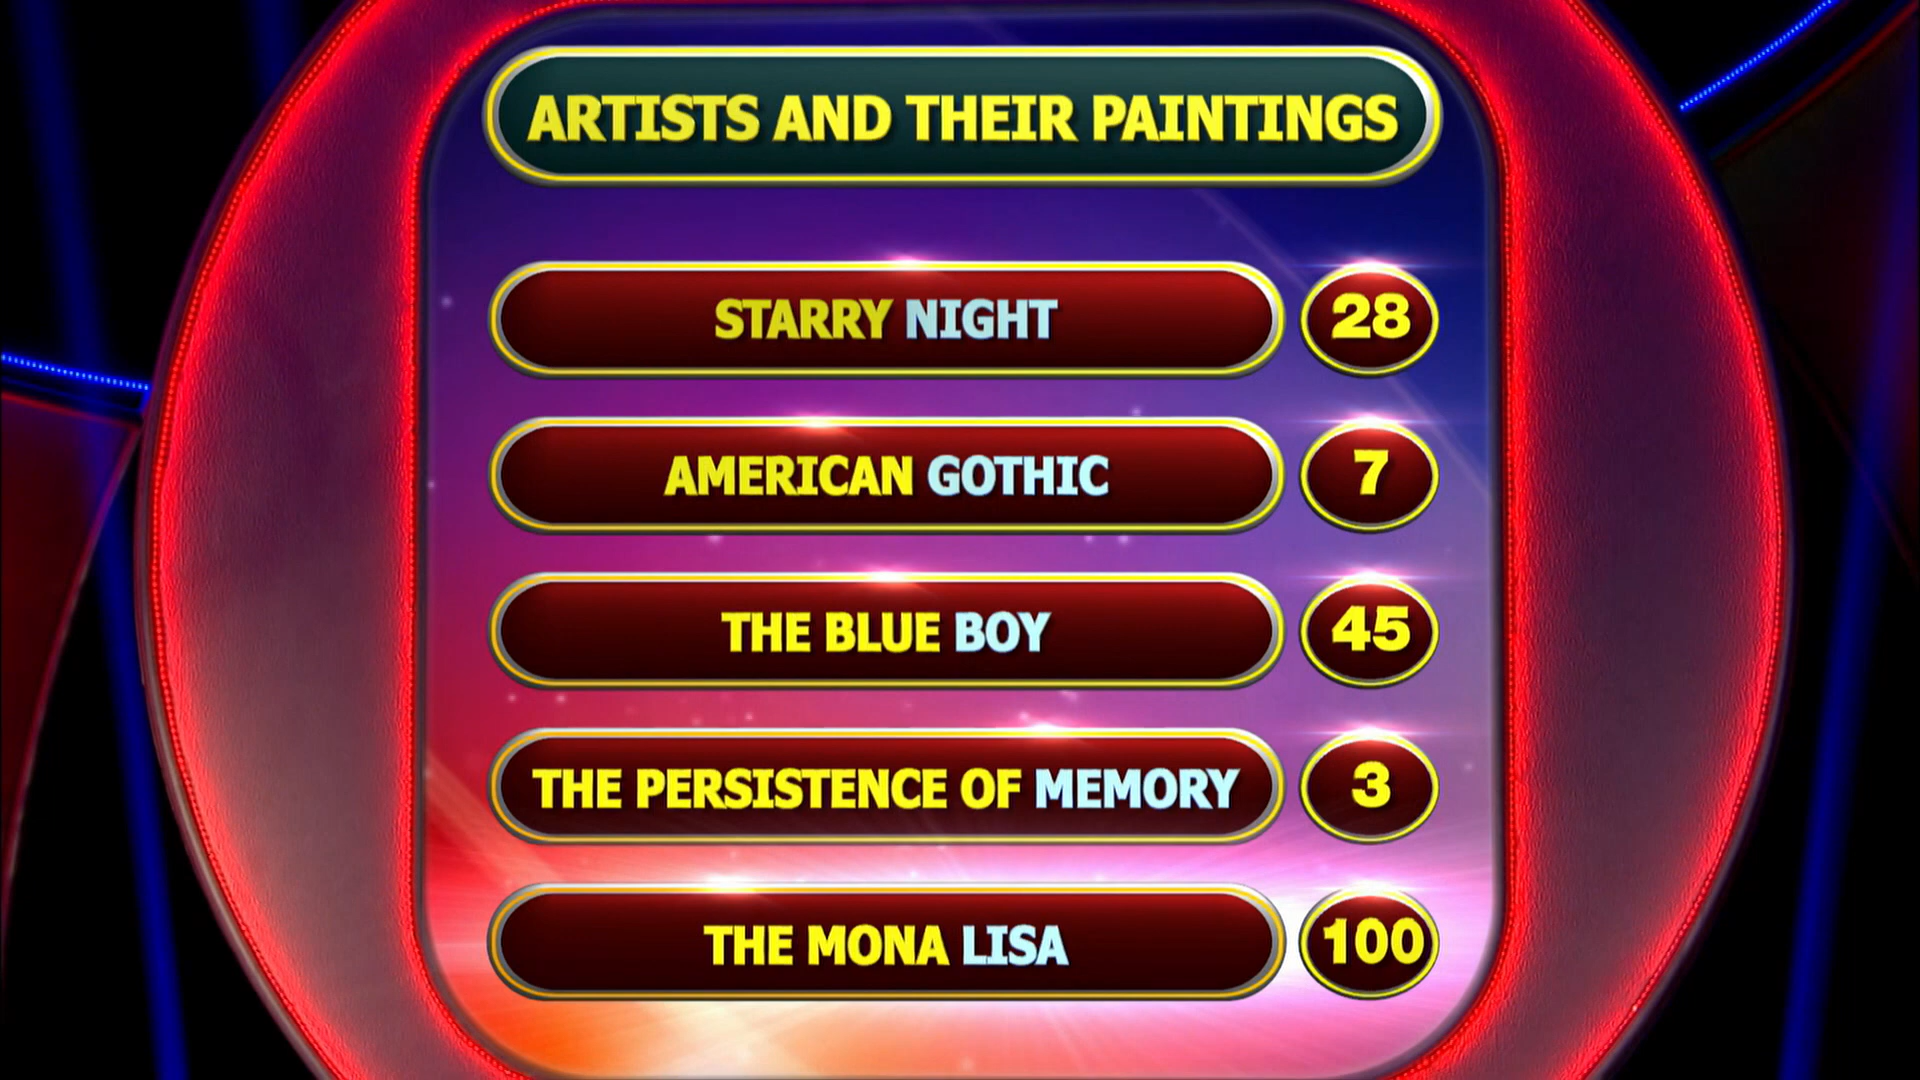 ARTISTS AND THEIR PAINTINGS
STARRY NIGHT 28
AMERICAN GOTHIC 7
THE BLUE BOY 45
THE PERSISTENCE OF MEMORY 3
THE MONA LISA 100